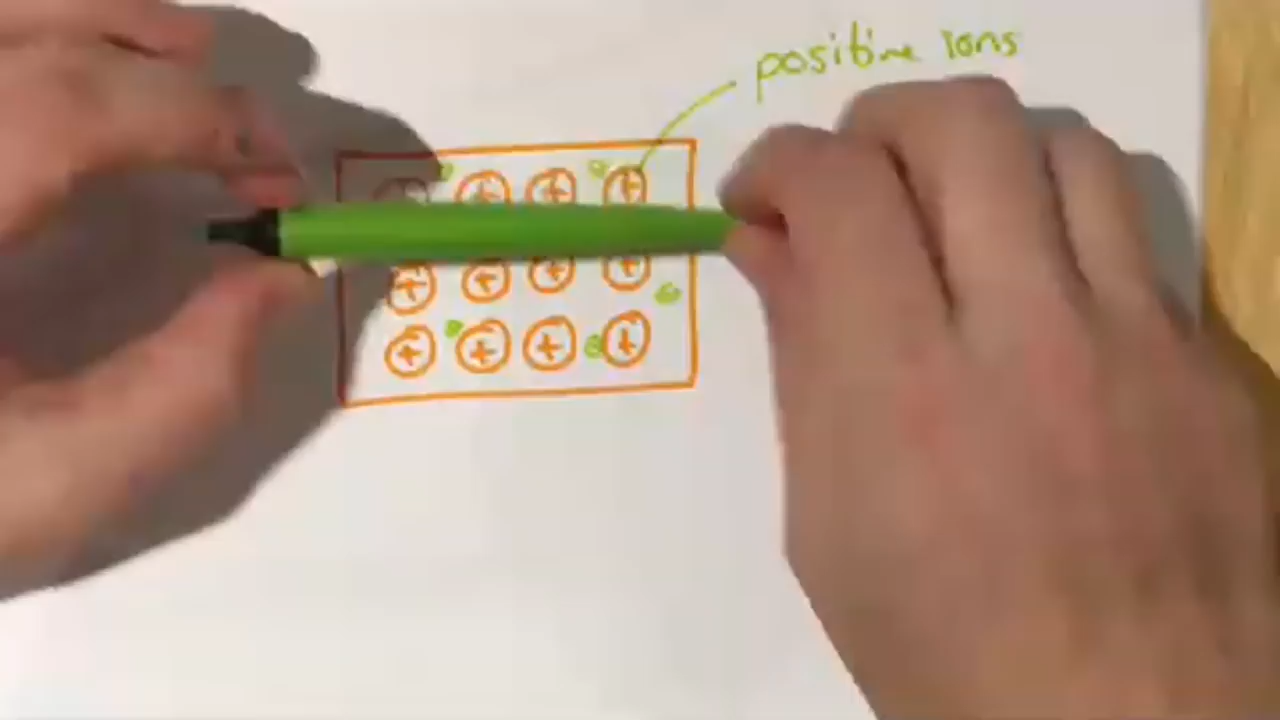 positive ions
+ + +
+ + + +
+ + + +